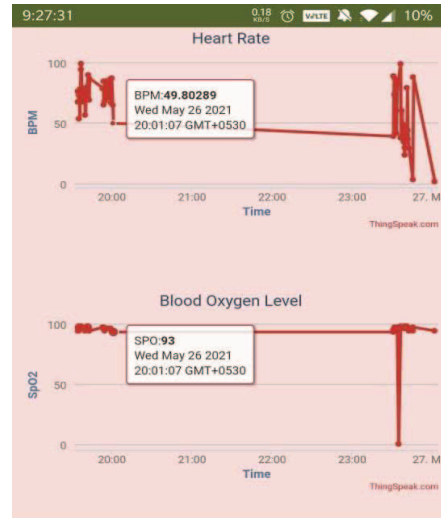 9:27:31 0.18 KB/S VoLTE 10%
Heart Rate
100
50
0
BPM
BPM:49.80289
Wed May 26 2021
20:01:07 GMT+0530
20:00 21:00 22:00 23:00 27. M
Time
ThingSpeak.com
Blood Oxygen Level
100
50
0
SpO2
SPO:93
Wed May 26 2021
20:01:07 GMT+0530
20:00 21:00 22:00 23:00 27. M
Time
ThingSpeak.com